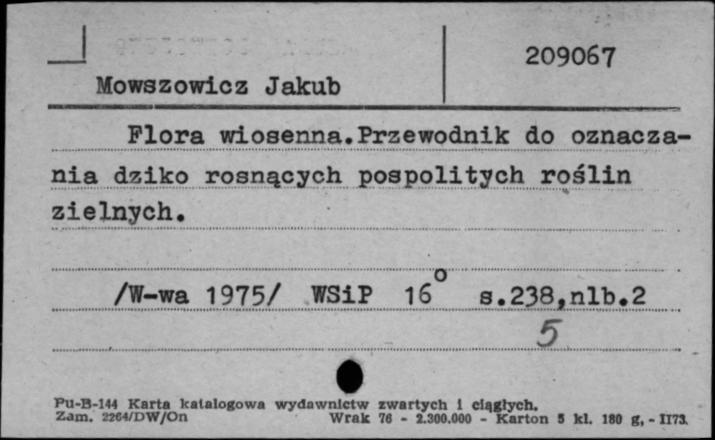 209067
Mowszowicz Jakub
Flora wiosenna.Przewodnik do oznacza-
nia dziko rosnących pospolitych roślin
zielnych.
/W-wa 1975/ WSiP 16° s.238,nlb.2
5
Pu-B-144 Karta katalogowa wydawnictw zwartych i ciągłych.
Zam. 2264/DW/On Wrak 76 - 2.300.000 - Karton 5 kl. 180 g, - II73.